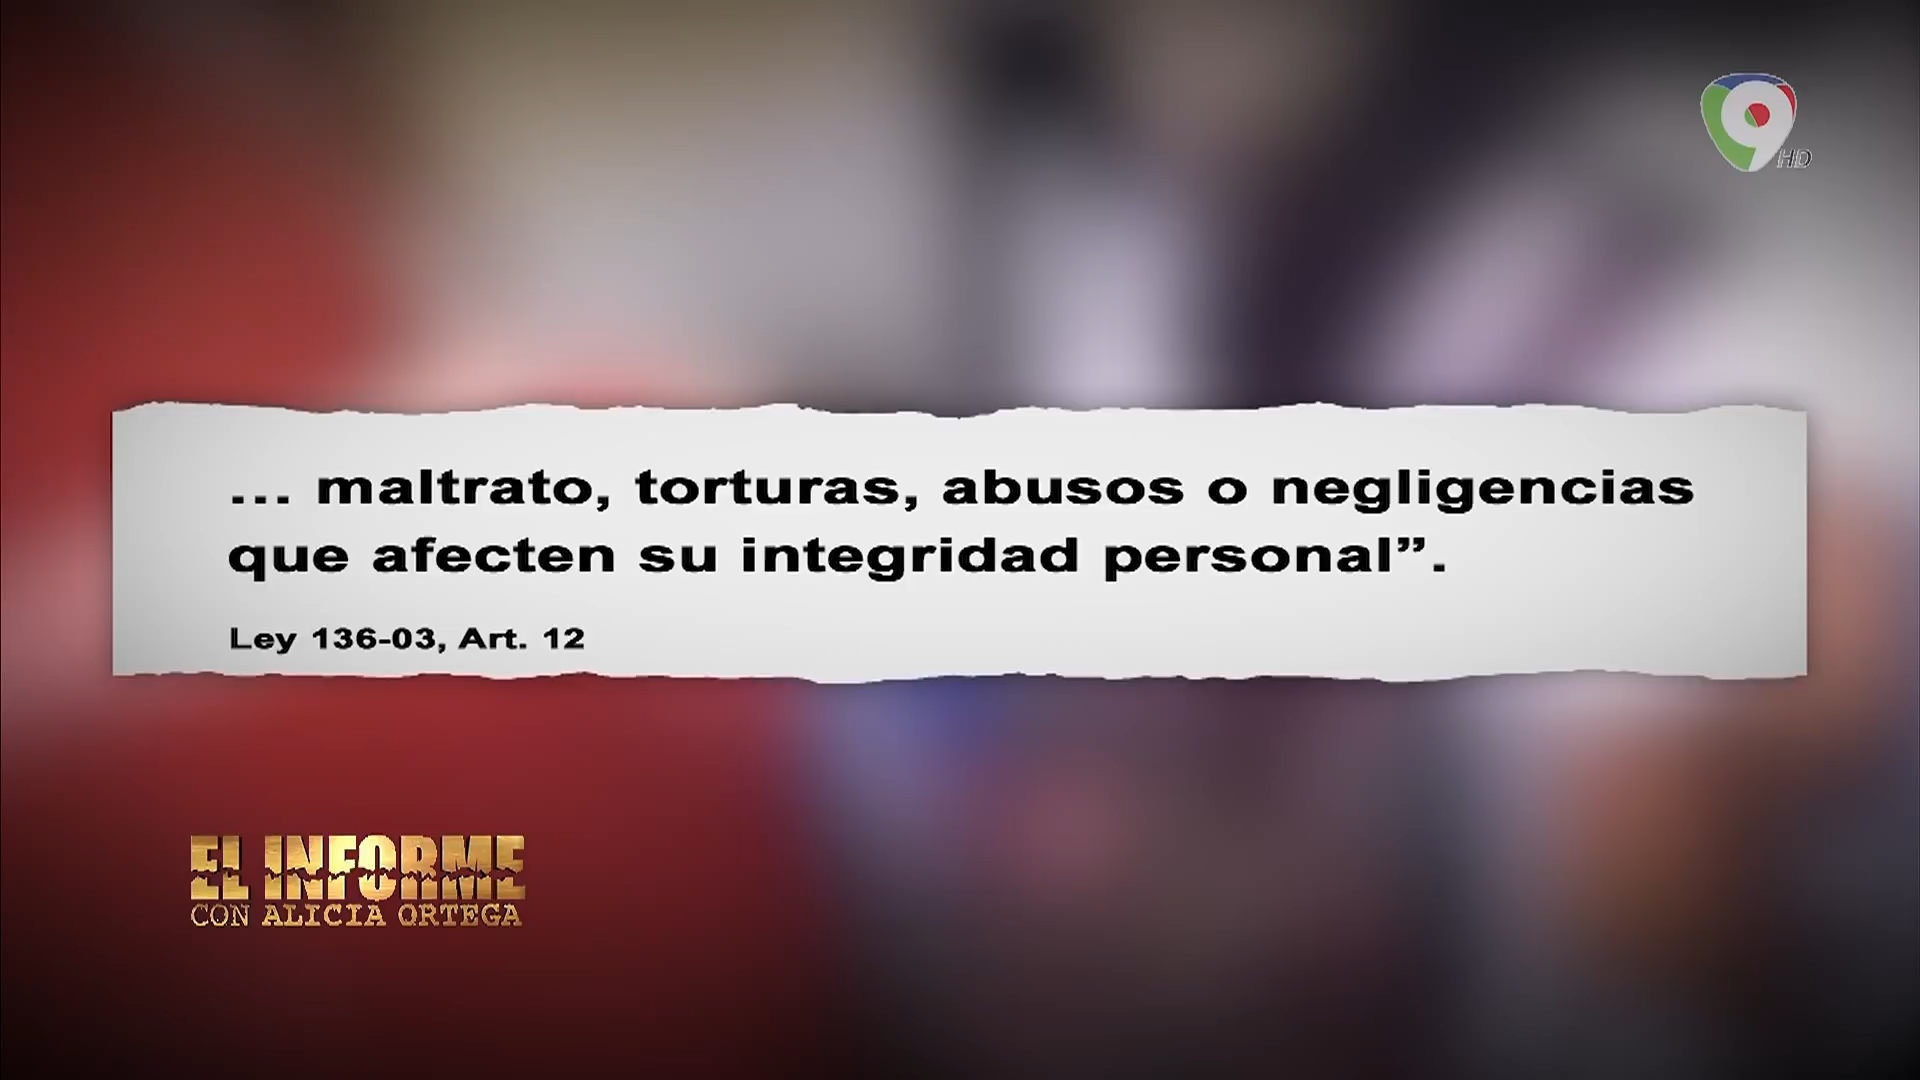 9
HD
... maltrato, torturas, abusos o negligencias
que afecten su integridad personal”.
Ley 136-03, Art. 12
EL INFORME
CON ALICIA ORTEGA